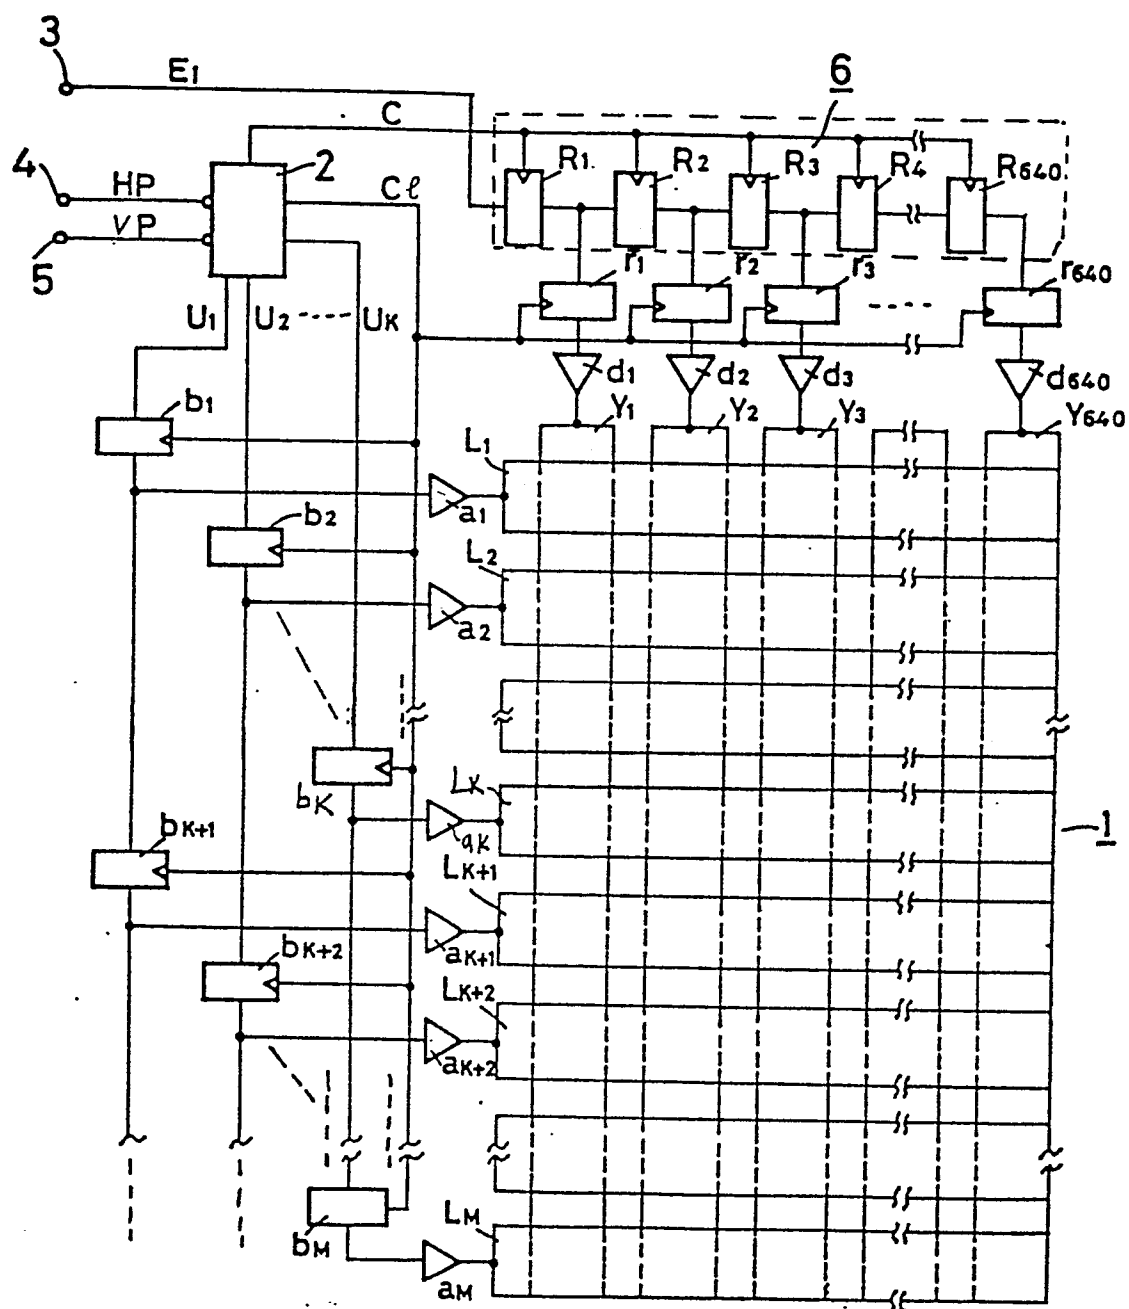 3
E1
6
C
R1 R2 R3 R4 R640
4 HP 2
Cl
VP
5
r1 r2 r3 r640
U1 U2 UK
d1 d2 d3 d640
b1 Y1 Y2 Y3 Y640
L1
a1
b2
L2
a2
bK
LK
aK
1
bK+1
LK+1
aK+1
bK+2
LK+2
aK+2
LM
bM
aM